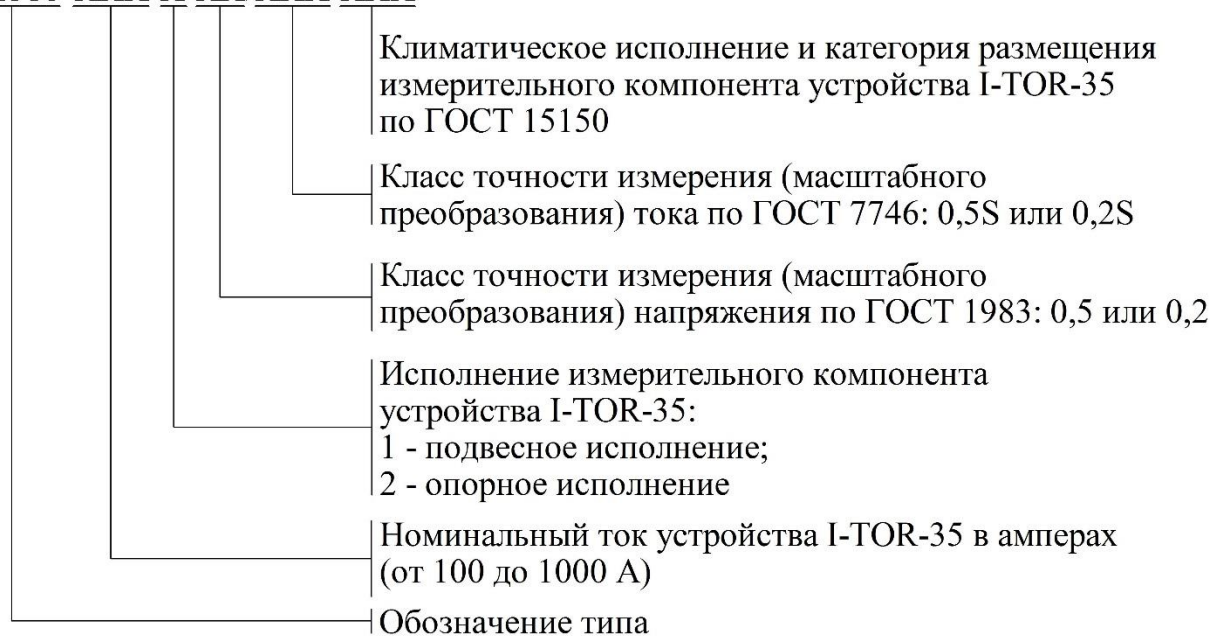 Климатическое исполнение и категория размещения
измерительного компонента устройства I-TOR-35
по ГОСТ 15150
Класс точности измерения (масштабного
преобразования) тока по ГОСТ 7746: 0,5S или 0,2S
Класс точности измерения (масштабного
преобразования) напряжения по ГОСТ 1983: 0,5 или 0,2
Исполнение измерительного компонента
устройства I-TOR-35:
1 - подвесное исполнение;
2 - опорное исполнение
Номинальный ток устройства I-TOR-35 в амперах
(от 100 до 1000 А)
Обозначение типа